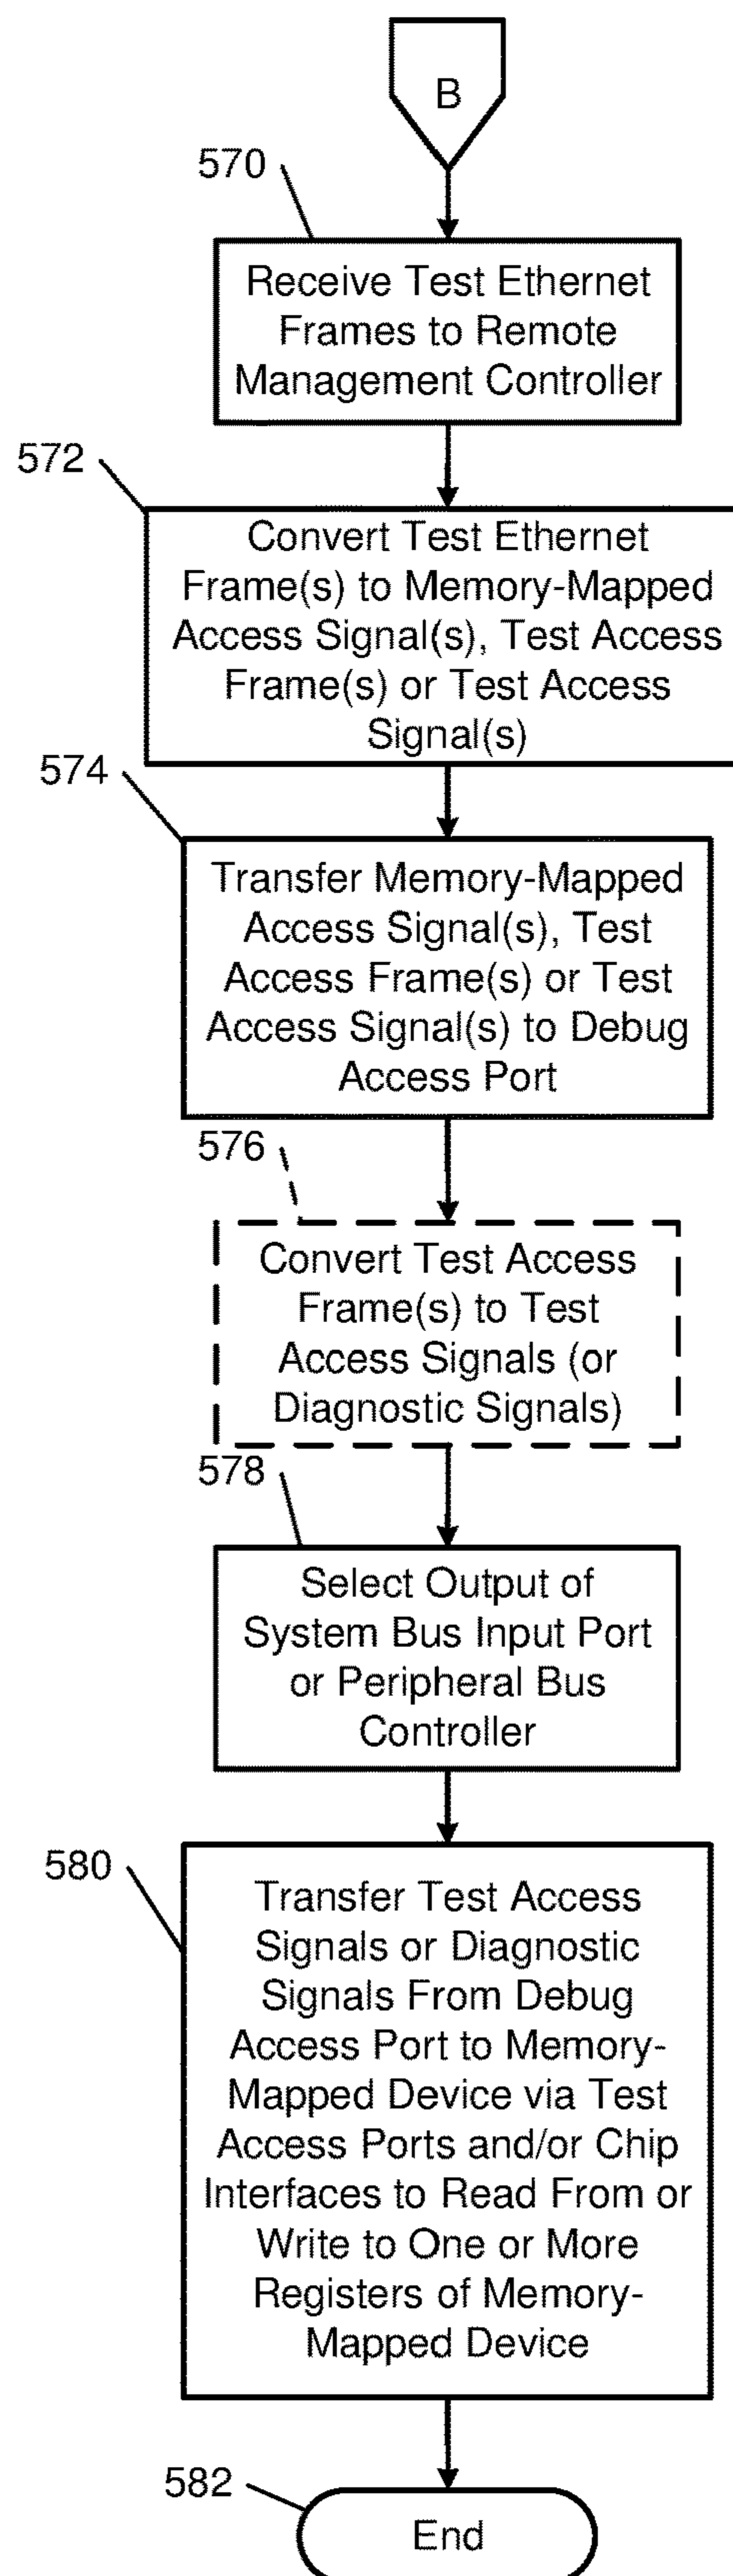 B
570
Receive Test Ethernet
Frames to Remote
Management Controller
572
Convert Test Ethernet
Frame(s) to Memory-Mapped
Access Signal(s), Test Access
Frame(s) or Test Access
Signal(s)
574
Transfer Memory-Mapped
Access Signal(s), Test
Access Frame(s) or Test
Access Signal(s) to Debug
Access Port
576
Convert Test Access
Frame(s) to Test
Access Signals (or
Diagnostic Signals)
578
Select Output of
System Bus Input Port
or Peripheral Bus
Controller
580
Transfer Test Access
Signals or Diagnostic
Signals From Debug
Access Port to Memory-
Mapped Device via Test
Access Ports and/or Chip
Interfaces to Read From or
Write to One or More
Registers of Memory-
Mapped Device
582
End